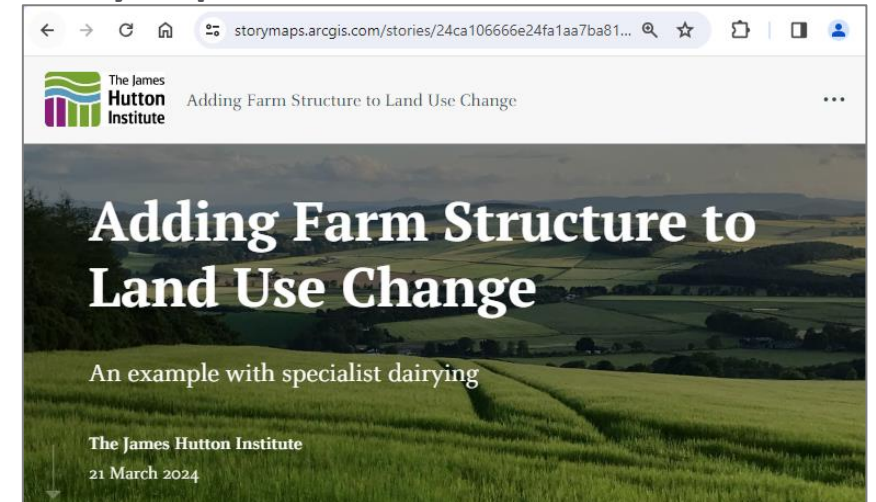 storymaps.arcgis.com/stories/24ca106666e24fa1aa7ba81...
The James
Hutton
Institute
Adding Farm Structure to Land Use Change
Adding Farm Structure to
Land Use Change
An example with specialist dairying
The James Hutton Institute
21 March 2024